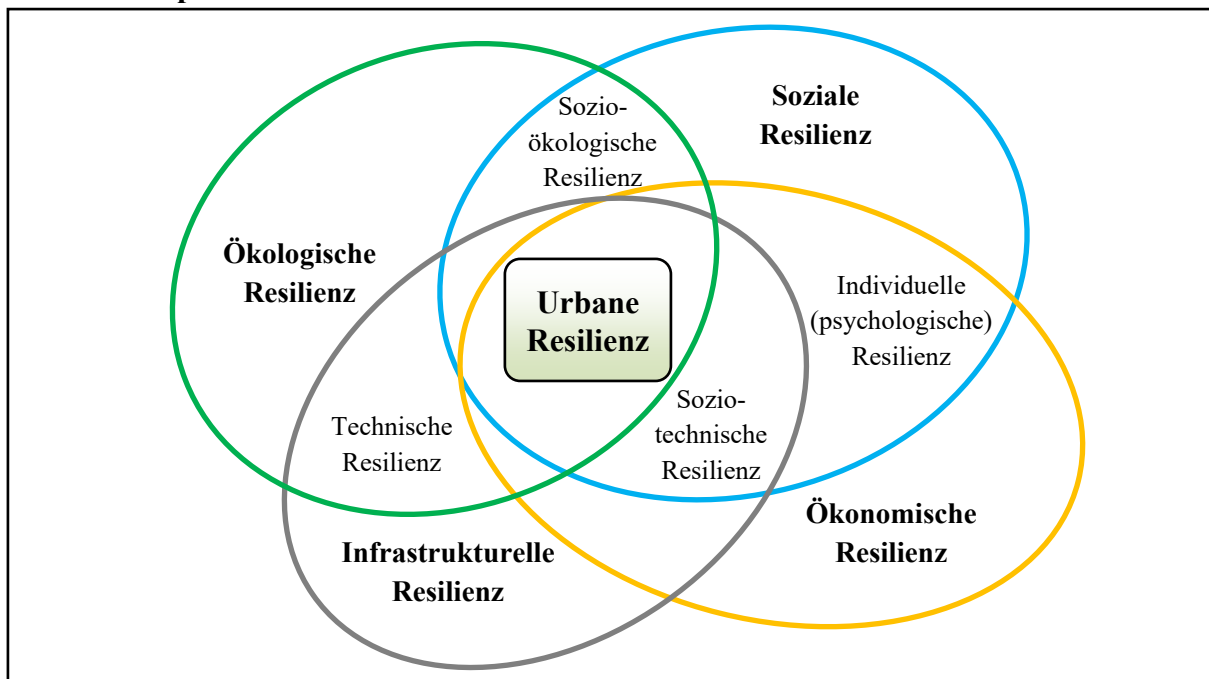 Sozio-
ökologische
Resilienz
Soziale
Resilienz
Ökologische
Resilienz
Urbane
Resilienz
Individuelle
(psychologische)
Resilienz
Technische
Resilienz
Sozio-
technische
Resilienz
Ökonomische
Resilienz
Infrastrukturelle
Resilienz